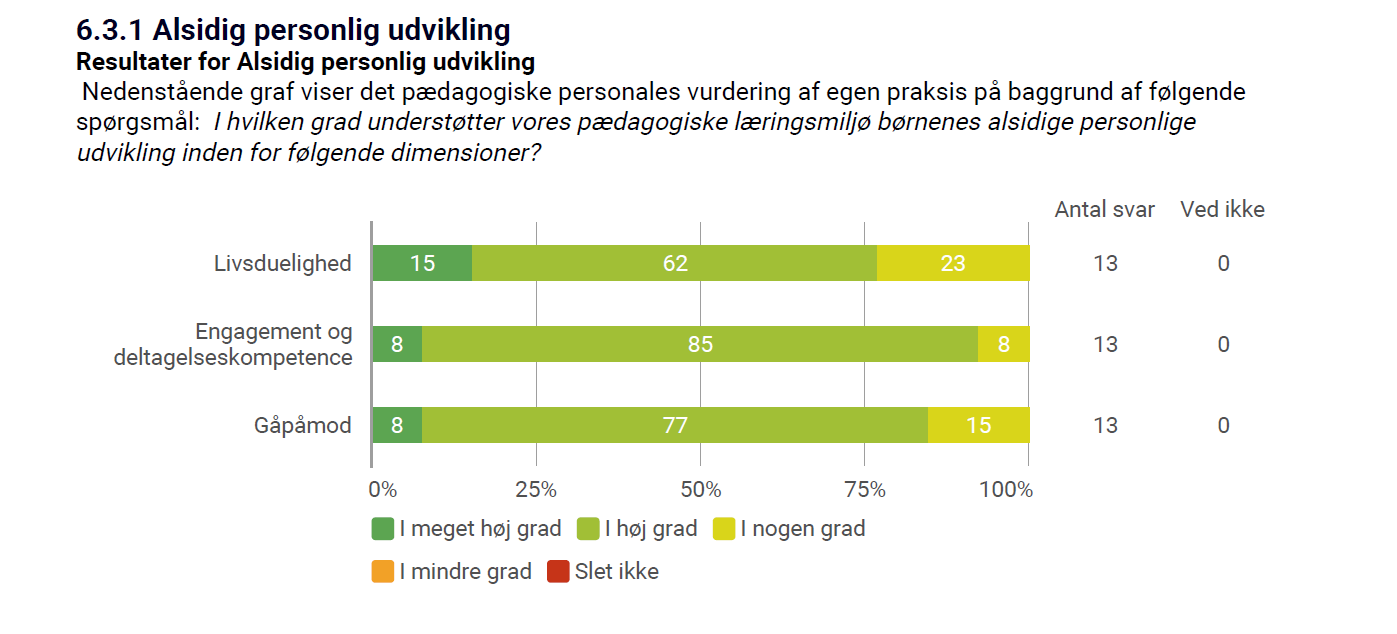 6.3.1 Alsidig personlig udvikling
Resultater for Alsidig personlig udvikling
Nedenstående graf viser det pædagogiske personales vurdering af egen praksis på baggrund af følgende
spørgsmål: I hvilken grad understøtter vores pædagogiske læringsmiljø børnenes alsidige personlige
udvikling inden for følgende dimensioner?
Antal svar Ved ikke
Livsduelighed 15 62 23 13 0
Engagement og
deltagelseskompetence 8 85 8 13 0
Gåpåmod 8 77 15 13 0
0% 25% 50% 75% 100%
I meget høj grad I høj grad I nogen grad
I mindre grad Slet ikke